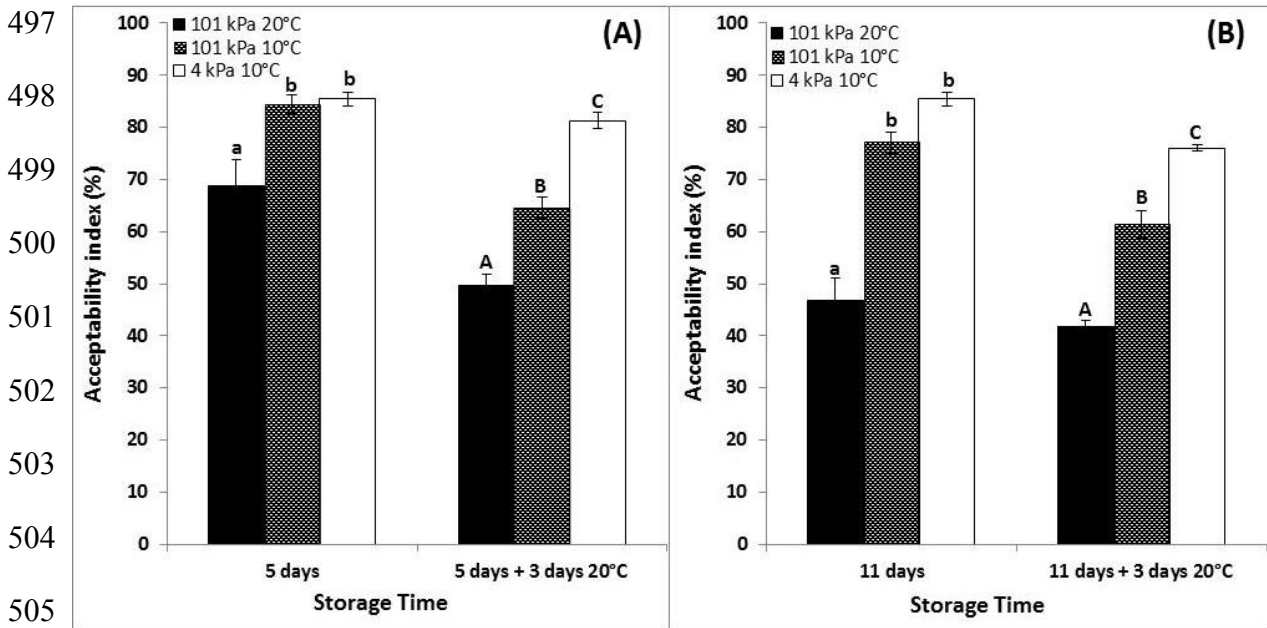 497
498
499
500
501
502
503
504
505
(A)
■ 101 kPa 20°C
101 kPa 10°C
□ 4 kPa 10°C
Acceptability index (%)
100
90
80
70
60
50
40
30
20
10
0
a
b
b
A
B
C
5 days
5 days + 3 days 20°C
Storage Time
(B)
■ 101 kPa 20°C
101 kPa 10°C
□ 4 kPa 10°C
Acceptability index (%)
100
90
80
70
60
50
40
30
20
10
0
a
b
b
A
B
C
11 days
11 days + 3 days 20°C
Storage Time